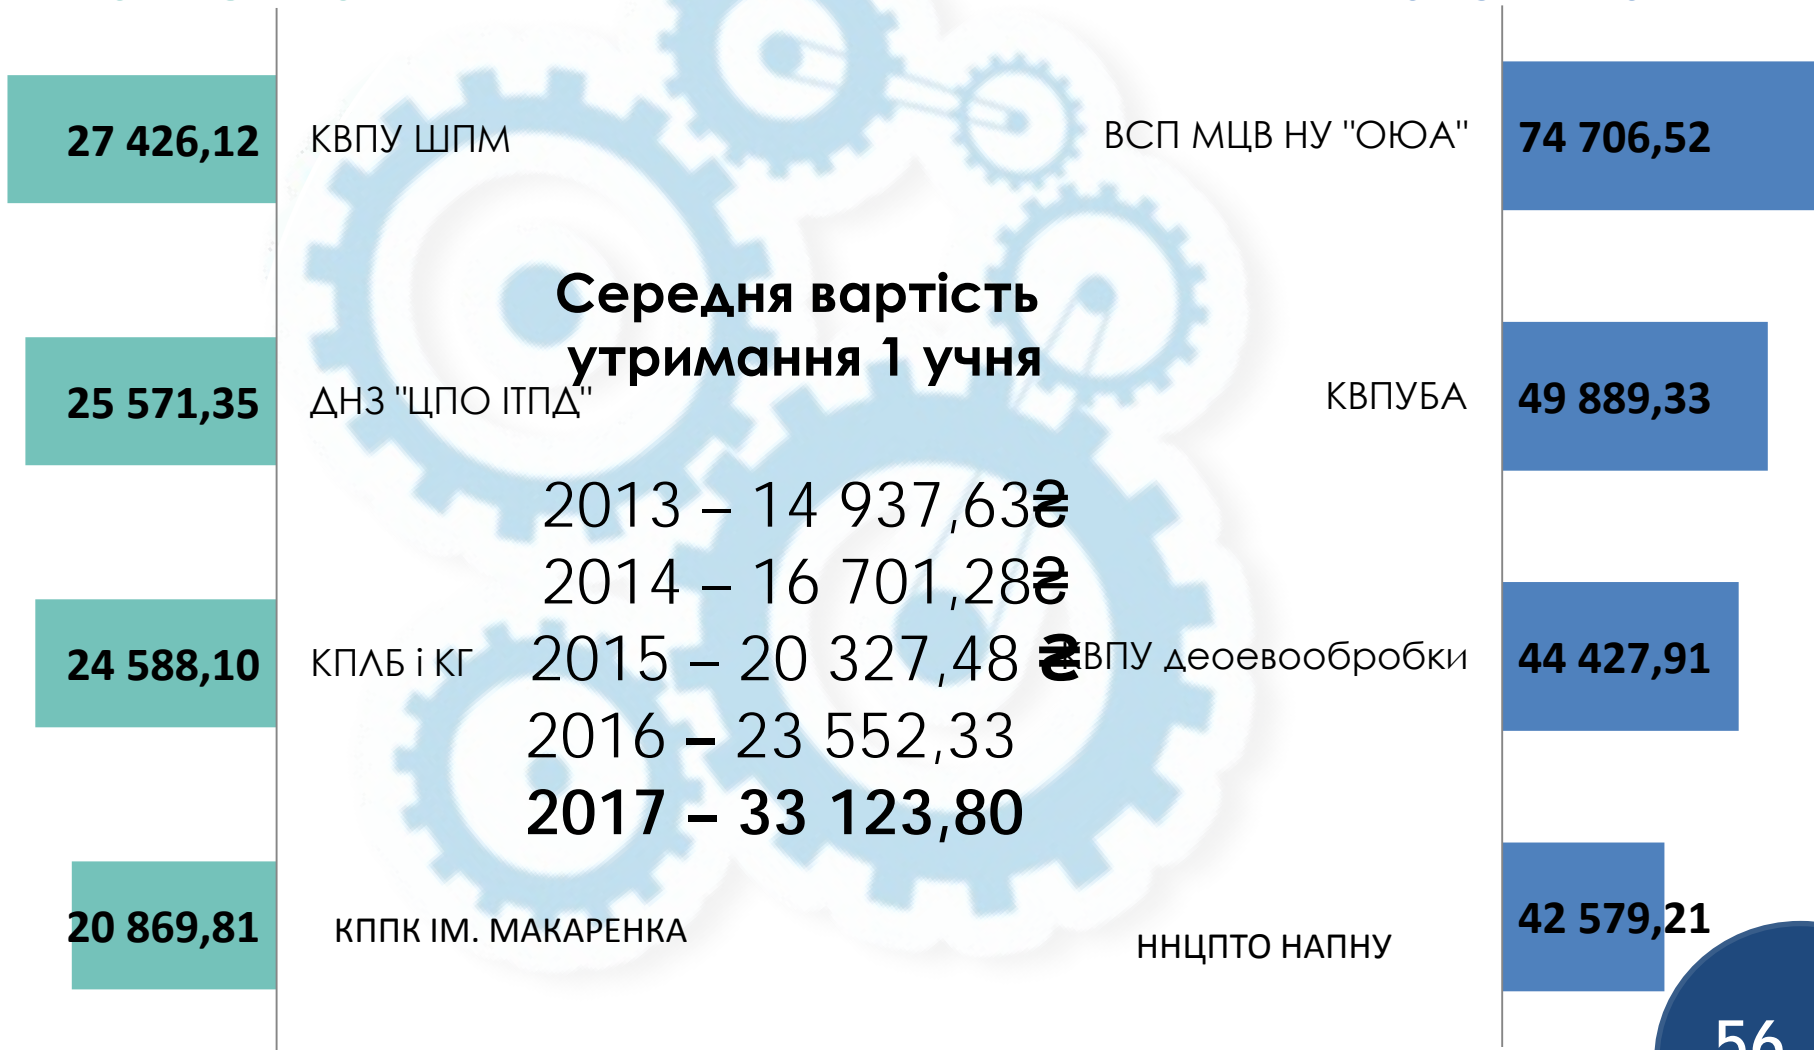 27 426,12 КВПУ ШПМ
25 571,35 ДНЗ "ЦПО ІТПД"
24 588,10 КПЛБ і КГ
20 869,81 КППК ІМ. МАКАРЕНКА
Середня вартість
утримання 1 учня
2013 – 14 937,63₴
2014 – 16 701,28₴
2015 – 20 327,48 ₴
2016 – 23 552,33
2017 – 33 123,80
ВСП МЦВ НУ "ОЮА" 74 706,52
КВПУБА 49 889,33
КВПУ деоевообробки 44 427,91
ННЦПТО НАПНУ 42 579,21
56